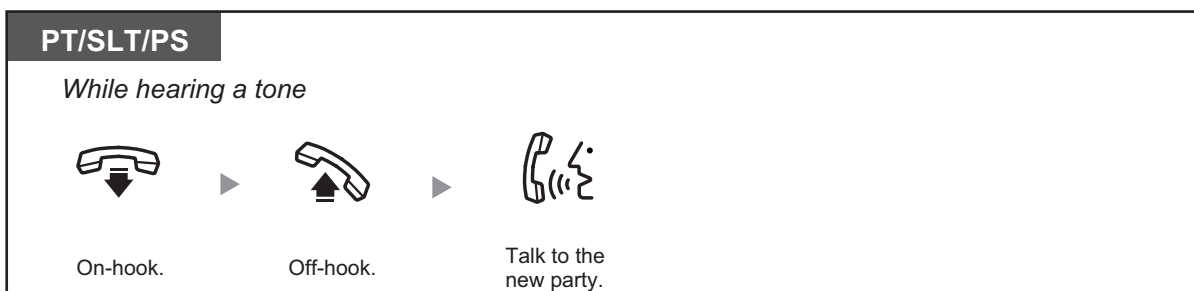 PT/SLT/PS
While hearing a tone
On-hook.
Off-hook.
Talk to the
new party.